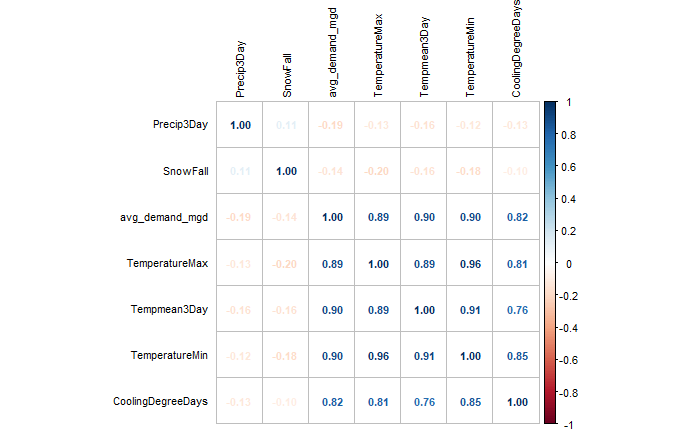 Precip3Day SnowFall avg_demand_mgd TemperatureMax Tempmean3Day TemperatureMin CoolingDegreeDays
Precip3Day 1.00 0.11 -0.19 -0.13 -0.16 -0.12 -0.13
SnowFall 0.11 1.00 -0.14 -0.20 -0.16 -0.18 -0.10
avg_demand_mgd -0.19 -0.14 1.00 0.89 0.90 0.90 0.82
TemperatureMax -0.13 -0.20 0.89 1.00 0.89 0.96 0.81
Tempmean3Day -0.16 -0.16 0.90 0.89 1.00 0.91 0.76
TemperatureMin -0.12 -0.18 0.90 0.96 0.91 1.00 0.85
CoolingDegreeDays -0.13 -0.10 0.82 0.81 0.76 0.85 1.00
1
0.8
0.6
0.4
0.2
0
-0.2
-0.4
-0.6
-0.8
-1